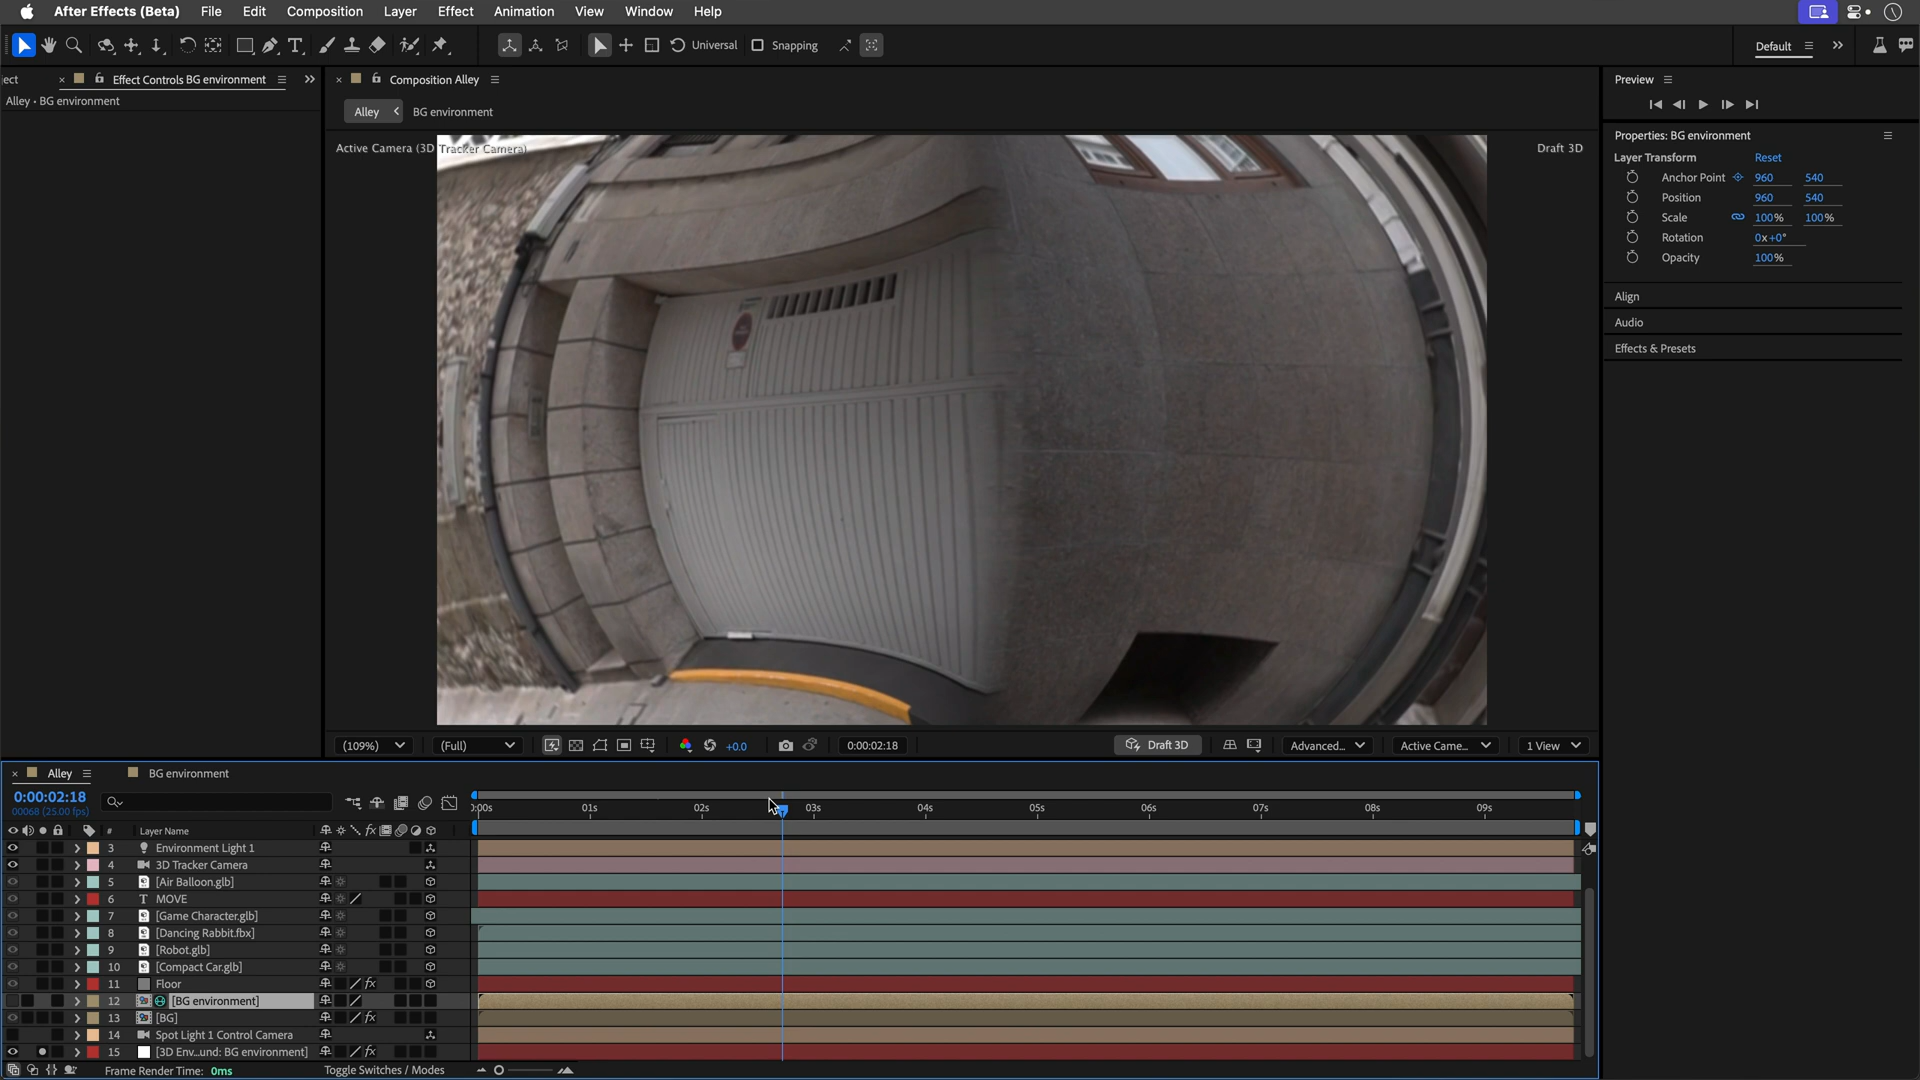 After Effects (Beta) File Edit Composition Layer Effect Animation View Window Help
Universal Snapping Default
ect Effect Controls BG environment
Alley • BG environment
Composition Alley
Alley BG environment
Active Camera (3D Tracker Camera)
Draft 3D
Preview
Properties: BG environment
Layer Transform Reset
Anchor Point 960 540
Position 960 540
Scale 100% 100%
Rotation 0x+0°
Opacity 100%
Align
Audio
Effects & Presets
(109%) (Full) +0.0 0:00:02:18 Draft 3D Advanced... Active Came... 1 View
Alley BG environment
0:00:02:18
00068 (25.00 fps)
):00s 01s 02s 03s 04s 05s 06s 07s 08s 09s
# Layer Name fx
3 Environment Light 1
4 3D Tracker Camera
5 [Air Balloon.glb]
6 T MOVE
7 [Game Character.glb]
8 [Dancing Rabbit.fbx]
9 [Robot.glb]
10 [Compact Car.glb]
11 Floor fx
12 [BG environment]
13 [BG] fx
14 Spot Light 1 Control Camera
15 [3D Env...und: BG environment] fx
Frame Render Time: 0ms Toggle Switches / Modes